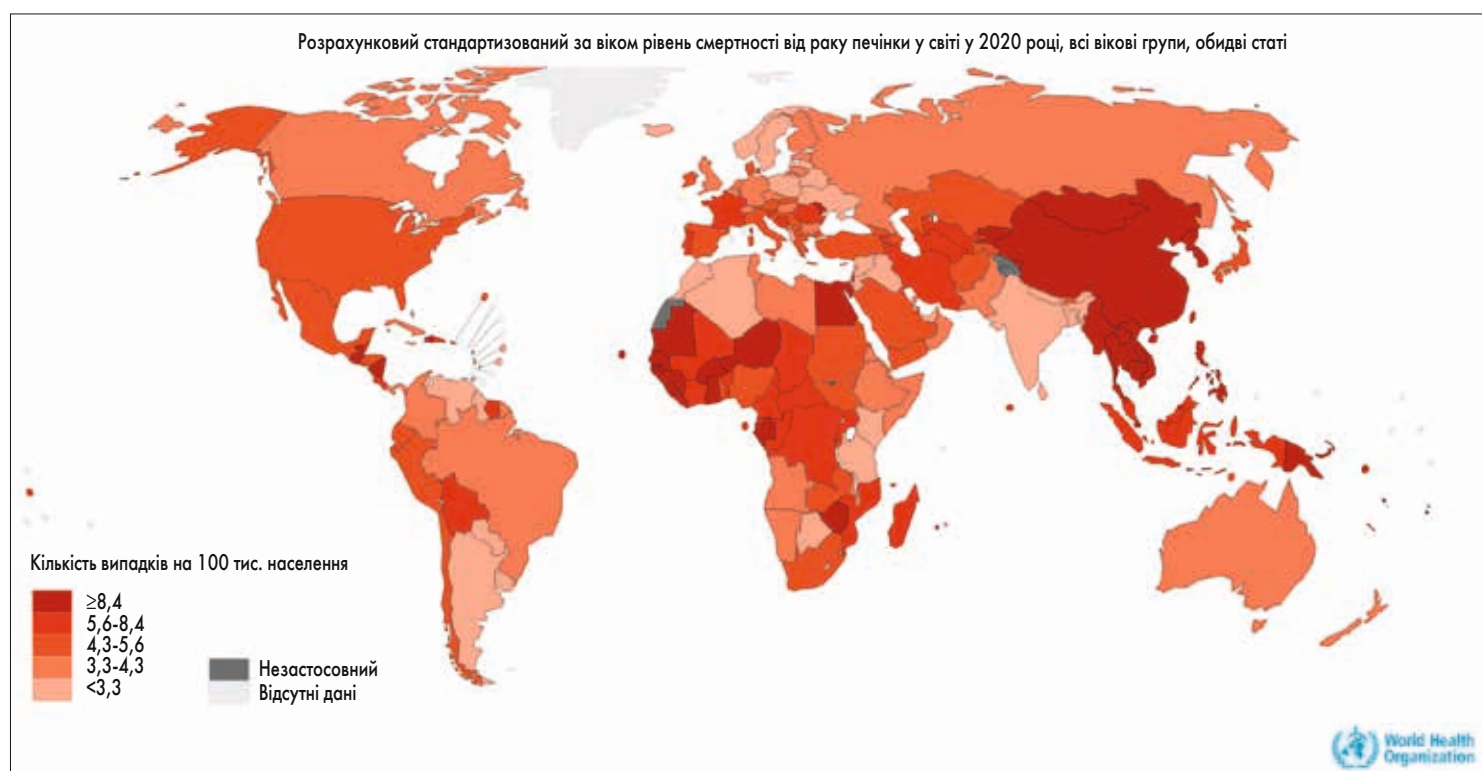 Розрахунковий стандартизований за віком рівень смертності від раку печінки у світі у 2020 році, всі вікові групи, обидві статі
Кількість випадків на 100 тис. населення
≥8,4
5,6-8,4
4,3-5,6
3,3-4,3
<3,3
Незастосовний
Відсутні дані
World Health
Organization